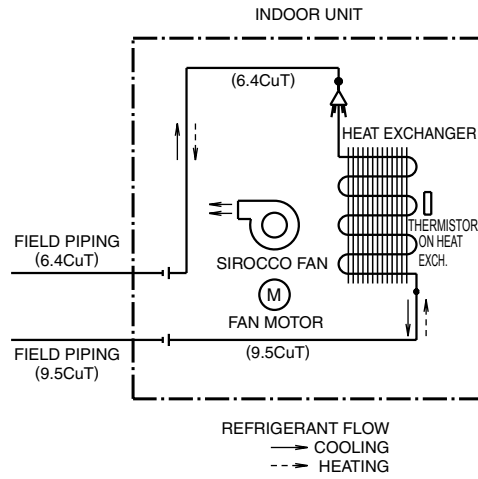 INDOOR UNIT
(6.4CuT)
HEAT EXCHANGER
THERMISTOR
ON HEAT
EXCH.
FIELD PIPING
(6.4CuT)
SIROCCO FAN
M
FAN MOTOR
FIELD PIPING
(9.5CuT)
(9.5CuT)
REFRIGERANT FLOW
COOLING
HEATING